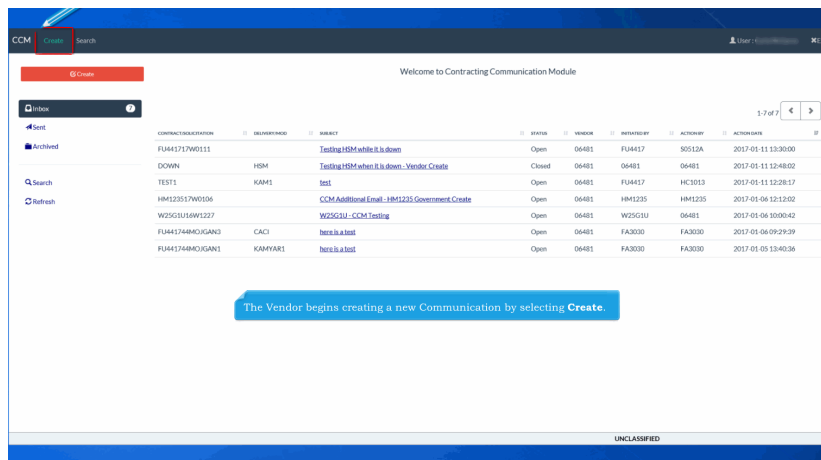 CCM Create Search User :
Create
Welcome to Contracting Communication Module
Inbox 7
1-7 of 7
Sent
Archived
Search
Refresh
CONTRACT/SOLICITATION DELIVERY/MOD SUBJECT STATUS VENDOR INITIATED BY ACTION BY ACTION DATE
FU441717W0111 Testing HSM while it is down Open 06481 FU4417 S0512A 2017-01-11 13:30:00
DOWN HSM Testing HSM when it is down - Vendor Create Closed 06481 06481 06481 2017-01-11 12:48:02
TEST1 KAM1 test Open 06481 FU4417 HC1013 2017-01-11 12:28:17
HM123517W0106 CCM Additional Email - HM1235 Government Create Open 06481 HM1235 HM1235 2017-01-06 12:12:02
W25G1U16W1227 W25G1U - CCM Testing Open 06481 W25G1U 06481 2017-01-06 10:00:42
FU441744MOJGAN3 CACI here is a test Open 06481 FA3030 FA3030 2017-01-06 09:29:39
FU441744MOJGAN1 KAMYAR1 here is a test Open 06481 FA3030 FA3030 2017-01-05 13:40:36
The Vendor begins creating a new Communication by selecting Create.
UNCLASSIFIED